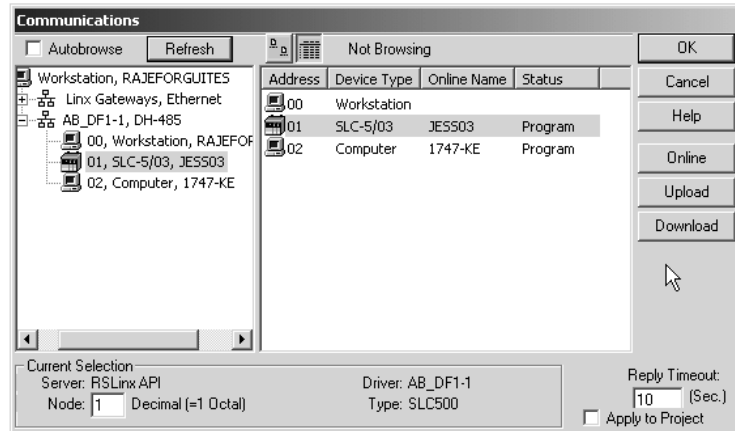 Communications
Autobrowse Refresh Not Browsing
Workstation, RAJEFORGUITES
Linx Gateways, Ethernet
AB_DF1-1, DH-485
00, Workstation, RAJEFOR
01, SLC-5/03, JESS03
02, Computer, 1747-KE
Address Device Type Online Name Status
00 Workstation
01 SLC-5/03 JESS03 Program
02 Computer 1747-KE Program
OK
Cancel
Help
Online
Upload
Download
Current Selection
Server: RSLinx API Driver: AB_DF1-1
Node: 1 Decimal (=1 Octal) Type: SLC500
Reply Timeout:
10 (Sec.)
Apply to Project